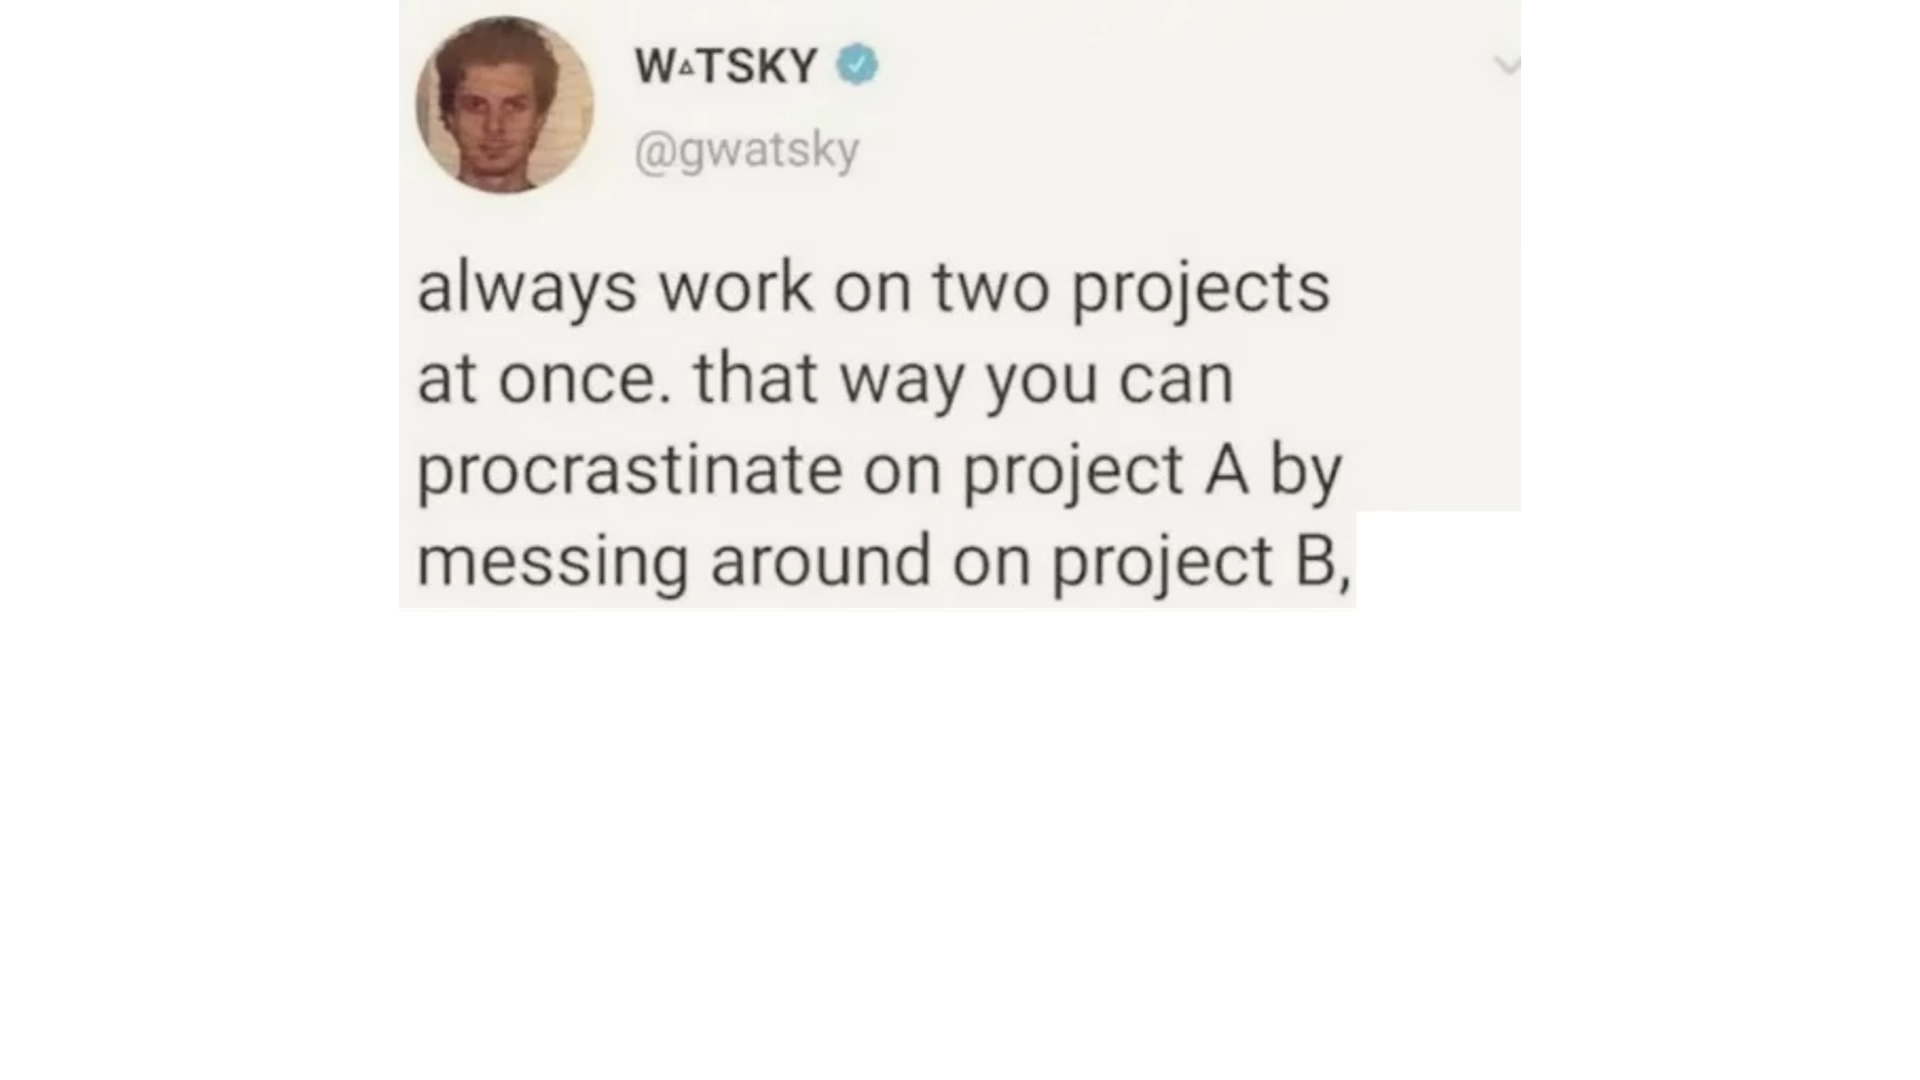 W▵TSKY
@gwatsky
always work on two projects
at once. that way you can
procrastinate on project A by
messing around on project B,